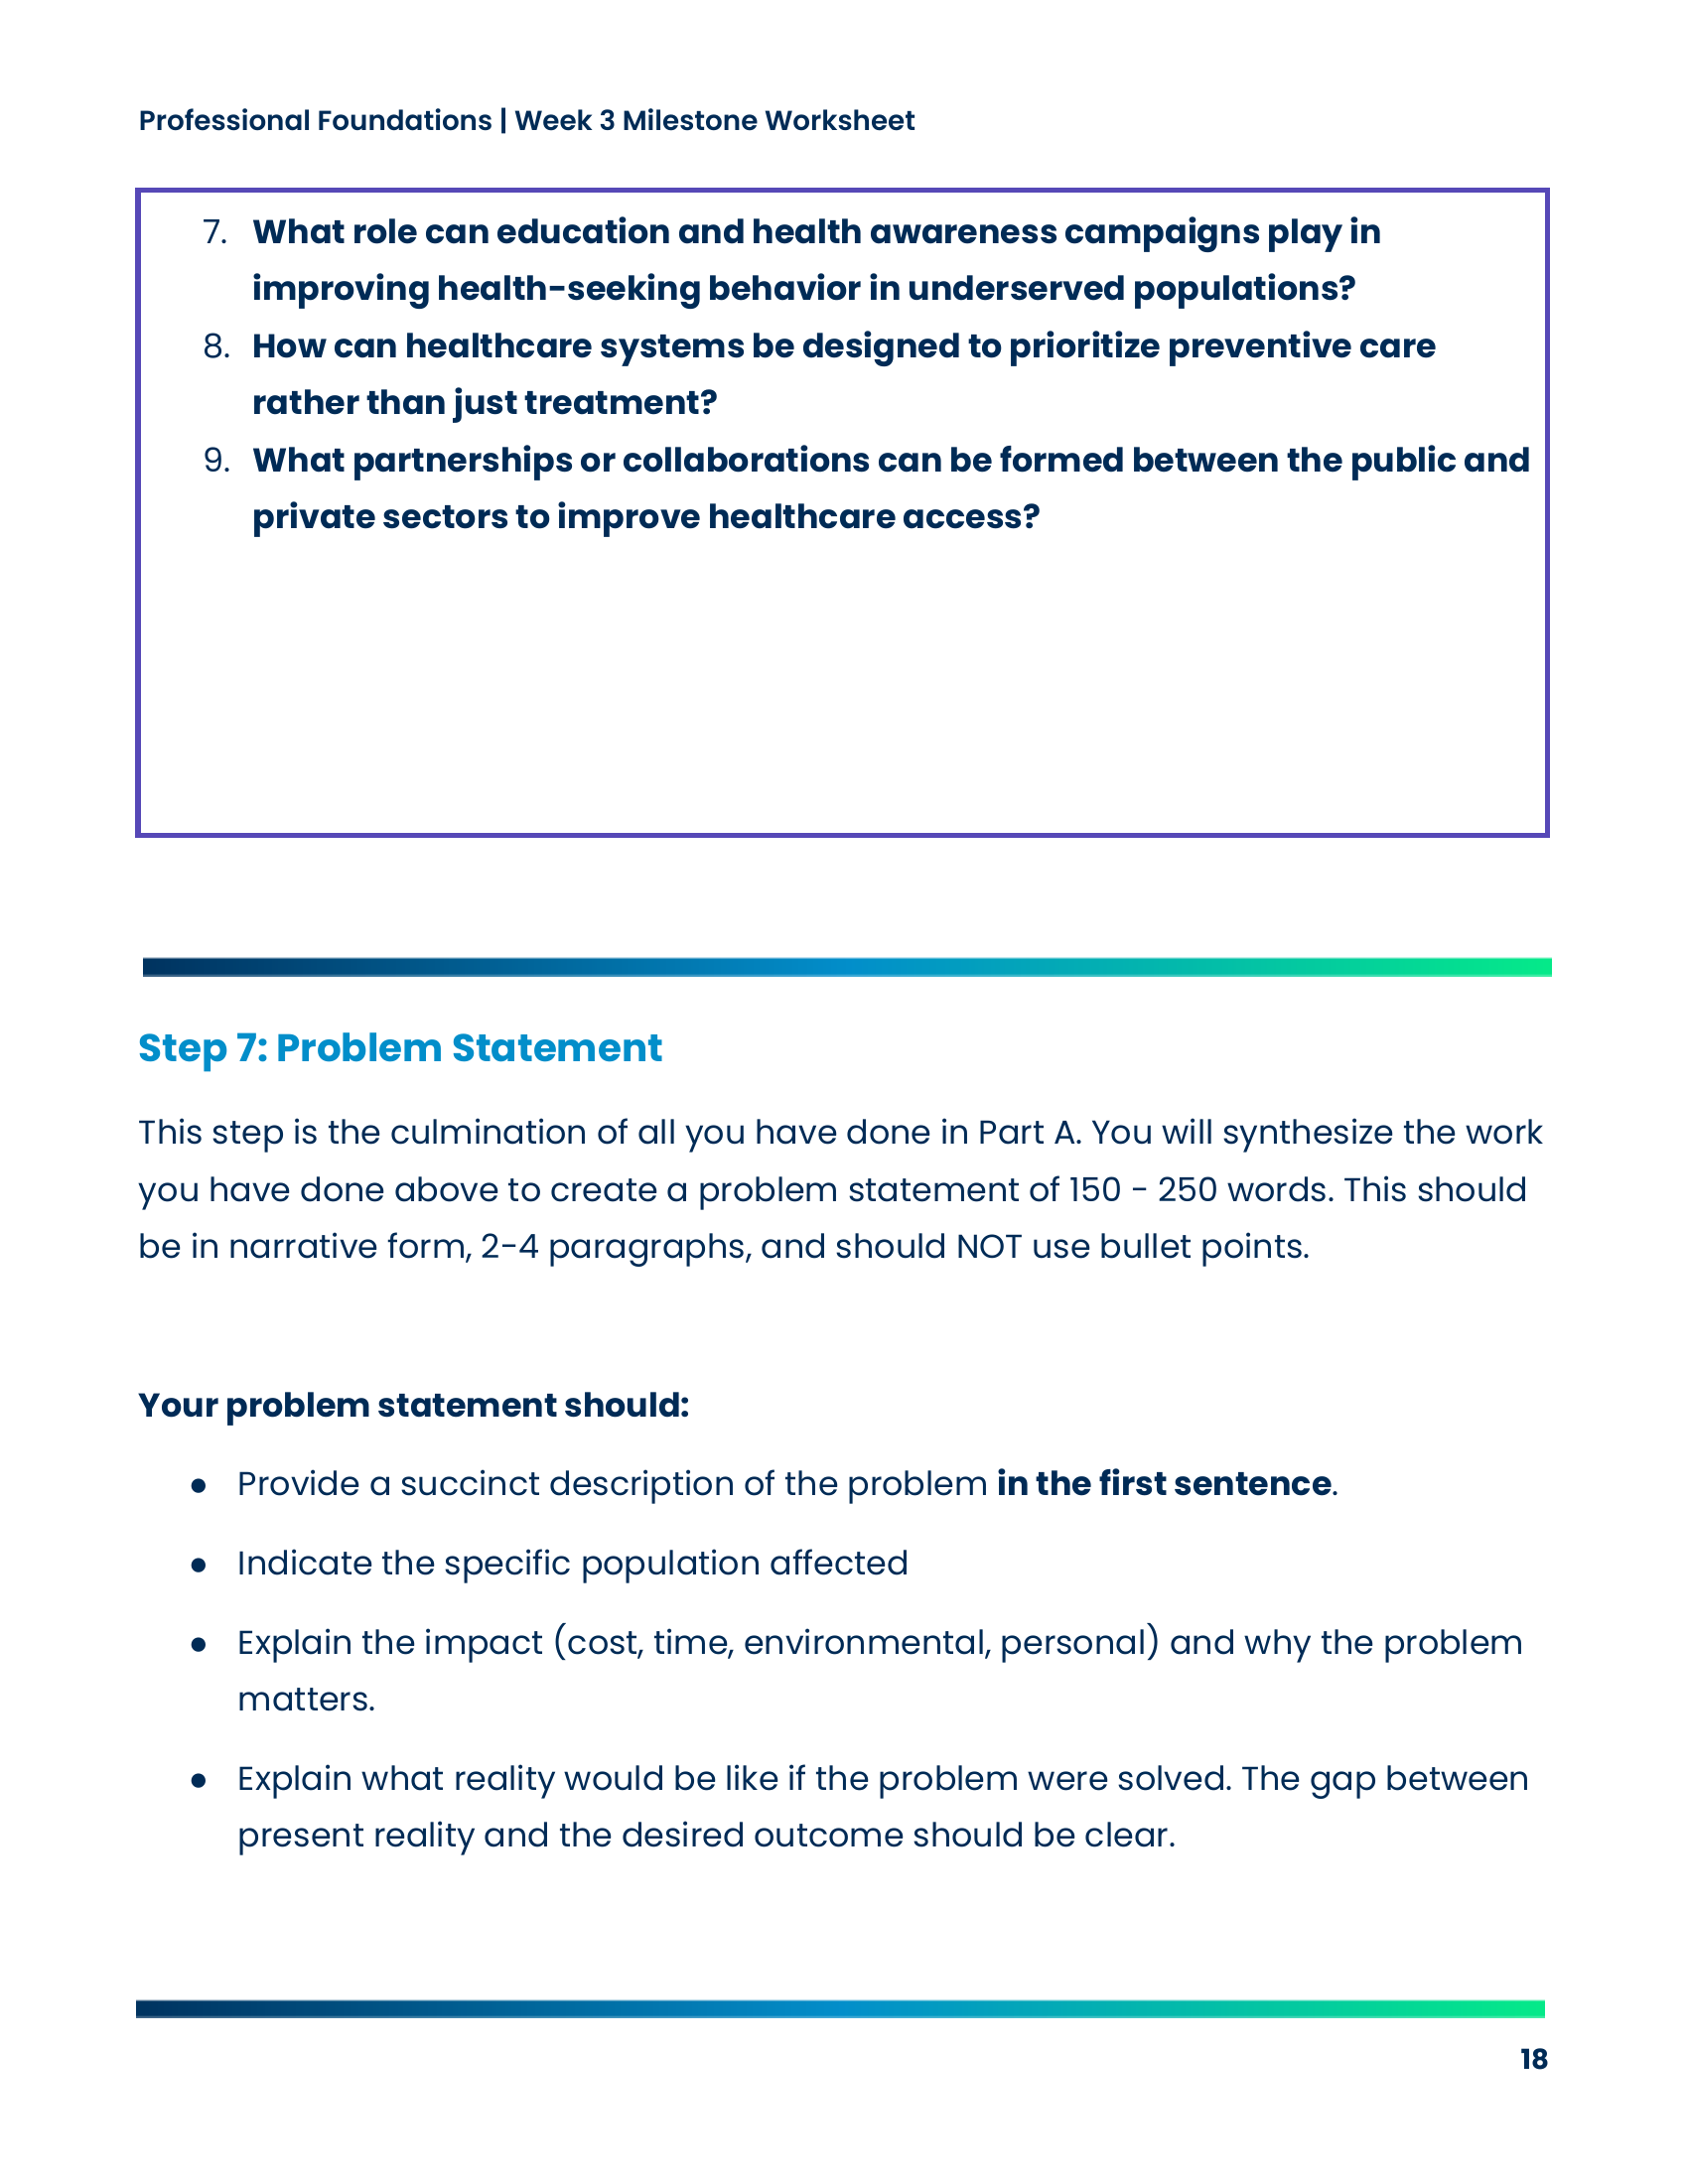 Professional Foundations | Week 3 Milestone Worksheet
7. What role can education and health awareness campaigns play in
improving health-seeking behavior in underserved populations?
8. How can healthcare systems be designed to prioritize preventive care
rather than just treatment?
9. What partnerships or collaborations can be formed between the public and
private sectors to improve healthcare access?
Step 7: Problem Statement
This step is the culmination of all you have done in Part A. You will synthesize the work
you have done above to create a problem statement of 150 - 250 words. This should
be in narrative form, 2-4 paragraphs, and should NOT use bullet points.
Your problem statement should:
● Provide a succinct description of the problem in the first sentence.
● Indicate the specific population affected
● Explain the impact (cost, time, environmental, personal) and why the problem
matters.
● Explain what reality would be like if the problem were solved. The gap between
present reality and the desired outcome should be clear.
18